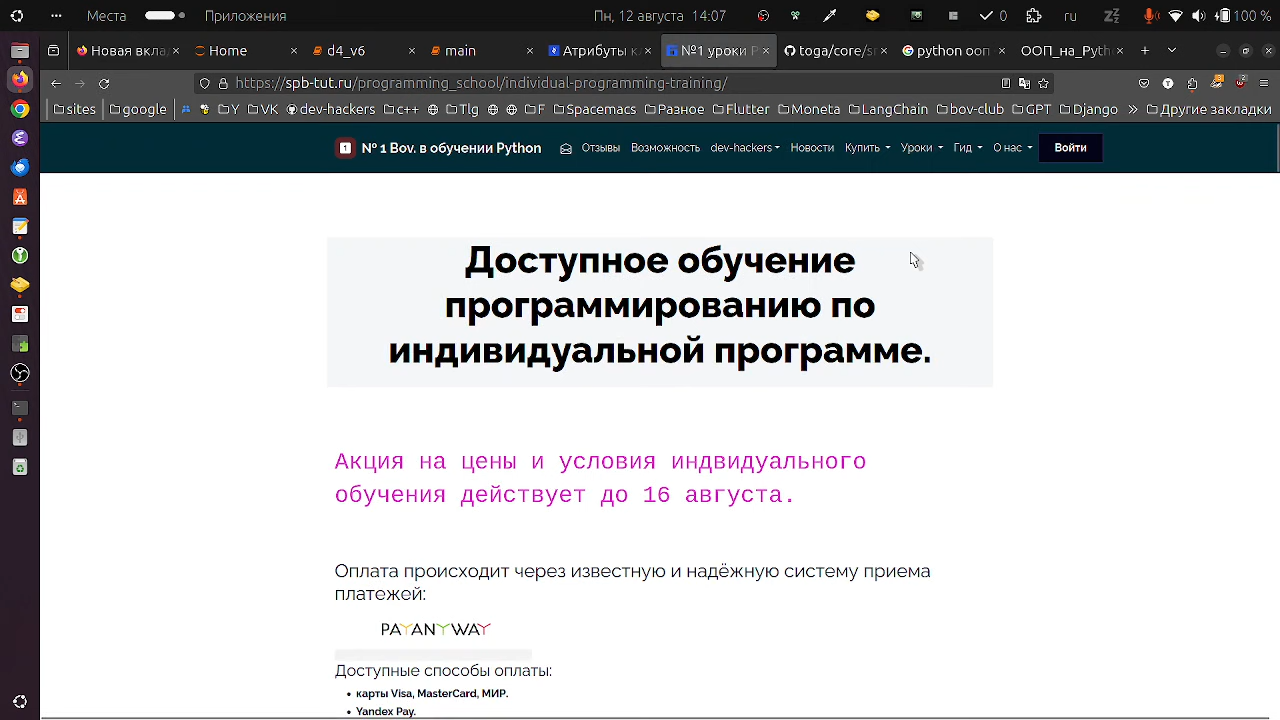 Места
Приложения
Пн, 12 августа 14:07
0
ru
100 %
Новая вкла
Home
d4_v6
main
Атрибуты кл
№1 уроки P
toga/core/sr
python ооп
ООП_на_Pyth
https://spb-tut.ru/programming_school/individual-programming-training/
sites
google
Y
VK
dev-hackers
c++
Tlg
F
Spacemacs
Разное
Flutter
Moneta
LangChain
bov-club
GPT
Django
Другие закладки
№ 1 Bov. в обучении Python
Отзывы
Возможность
dev-hackers
Новости
Купить
Уроки
Гид
О нас
Войти
Доступное обучение
программированию по
индивидуальной программе.
Акция на цены и условия индвидуального
обучения действует до 16 августа.
Оплата происходит через известную и надёжную систему приема
платежей:
PAYANYWAY
Доступные способы оплаты:
карты Visa, MasterCard, МИР.
Yandex Pay.